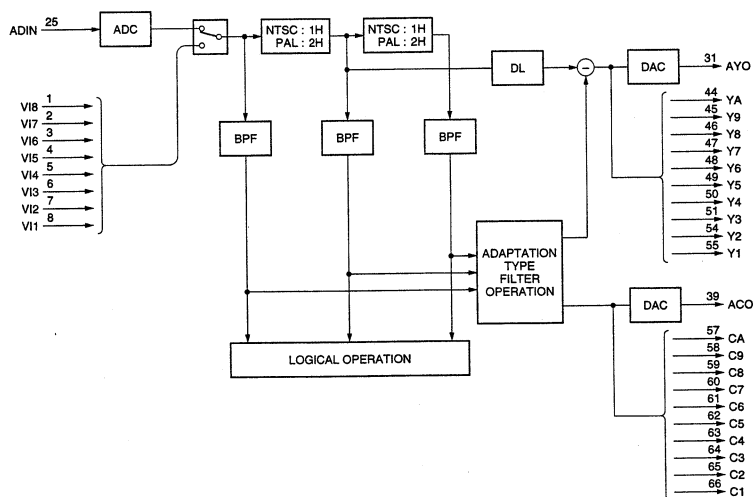 ADIN 25
ADC
NTSC : 1H
PAL : 2H
NTSC : 1H
PAL : 2H
DL
−
DAC
31 AYO
VI8 1
VI7 2
VI6 3
VI5 4
VI4 5
VI3 6
VI2 7
VI1 8
BPF
BPF
BPF
44 YA
45 Y9
46 Y8
47 Y7
48 Y6
49 Y5
50 Y4
51 Y3
54 Y2
55 Y1
ADAPTATION
TYPE
FILTER
OPERATION
LOGICAL OPERATION
DAC
39 ACO
57 CA
58 C9
59 C8
60 C7
61 C6
62 C5
63 C4
64 C3
65 C2
66 C1